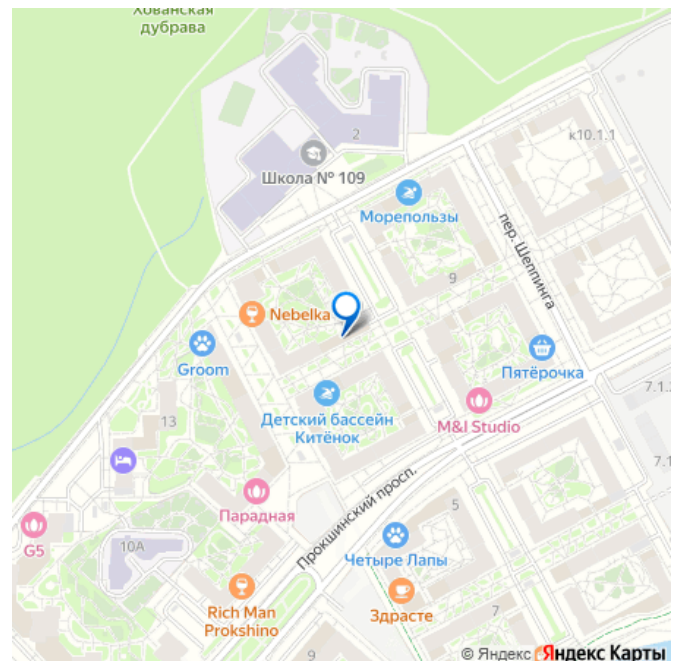 Хованская
дубрава
2
к10.1.1
Школа № 109
Морепользы
пер. Шеппинга
9
Nebelka
Groom
Пятёрочка
7.1.
Детский бассейн
Китёнок
M&I Studio
13
7.1
Парадная
Прокшинский просп.
5
G5
10А
Четыре Лапы
Rich Man
Prokshino
Здрасте
7
9
© Яндекс Яндекс Карты